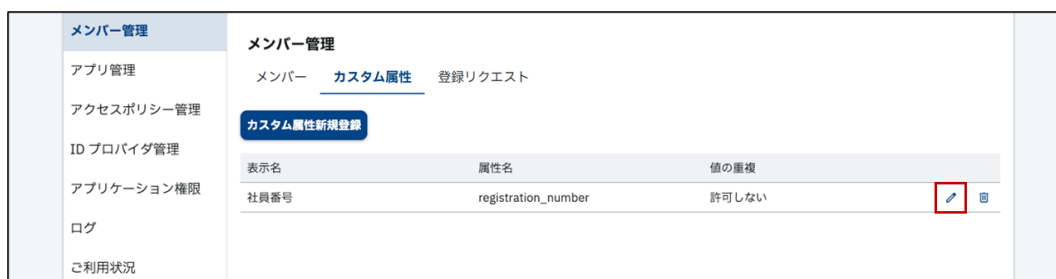 メンバー管理
アプリ管理
アクセスポリシー管理
ID プロバイダ管理
アプリケーション権限
ログ
ご利用状況
メンバー管理
メンバー カスタム属性 登録リクエスト
カスタム属性新規登録
表示名 属性名 値の重複
社員番号 registration_number 許可しない